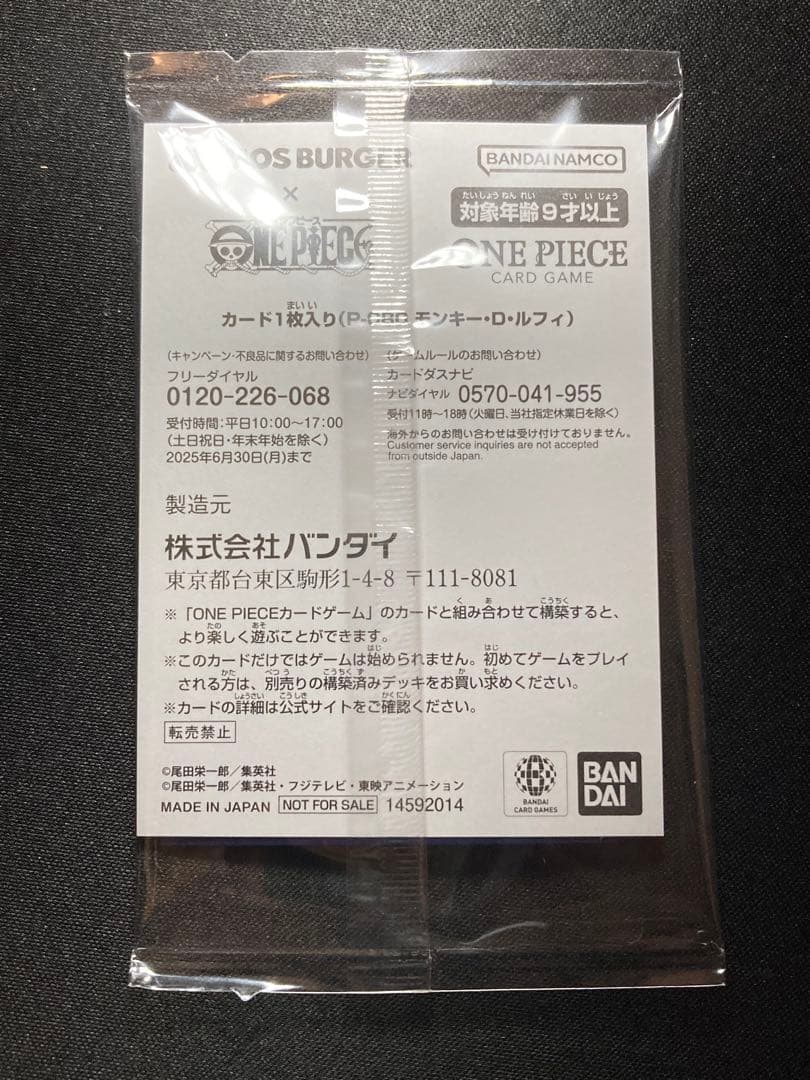 OS BURGER
BANDAI NAMCO
×
たいしょうねんれい さいいじょう
対象年齢9才以上
ONE PIECE
ONE PIECE
CARD GAME
まいい
カード1枚入り(モンキー・D・ルフィ)
(キャンペーン・不良品に関するお問い合わせ)
フリーダイヤル
0120-226-068
受付時間:平日10:00〜17:00
(土日祝日・年末年始を除く)
2025年6月30日(月)まで
(ゲームルールのお問い合わせ)
カードダスナビ
ナビダイヤル 0570-041-955
受付11時〜18時(火曜日、当社指定休業日を除く)
海外からのお問い合わせは受け付けておりません。
Customer service inquiries are not accepted
from outside Japan.
製造元
株式会社バンダイ
東京都台東区駒形1-4-8 〒111-8081
く あ こうちく
※「ONE PIECEカードゲーム」のカードと組み合わせて構築すると、
たの あそ
より楽しく遊ぶことができます。
はじ はじ
※このカードだけではゲームは始められません。初めてゲームをプレイ
かた べつう こうちくず か もと
される方は、別売りの構築済みデッキをお買い求めください。
しょうさい こうしき かくにん
※カードの詳細は公式サイトをご確認ください。
転売禁止
©尾田栄一郎/集英社
©尾田栄一郎/集英社・フジテレビ・東映アニメーション
MADE IN JAPAN NOT FOR SALE 14592014
BANDAI
CARD GAMES
BAN
DAI